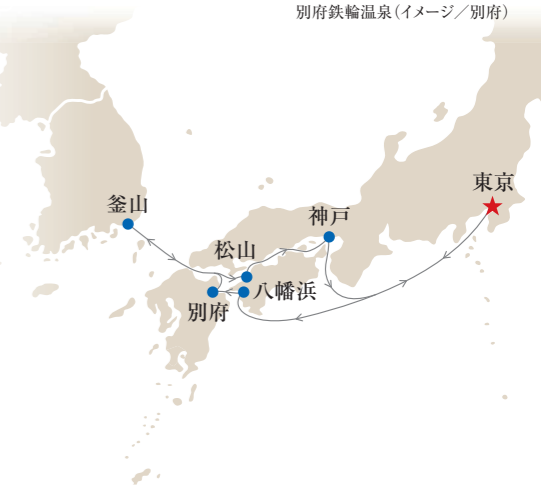 別府鉄輪温泉（イメージ／別府）
東京
釜山
神戸
松山
八幡浜
別府